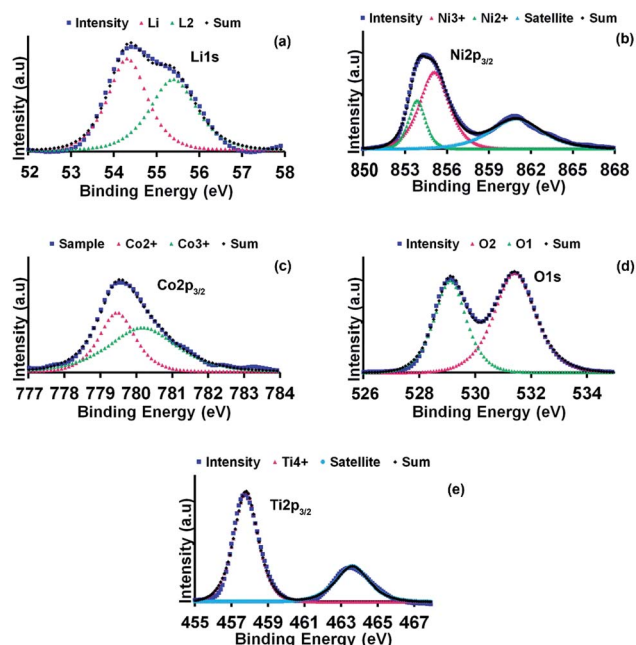 Intensity Li L2 Sum
(a)
Li1s
Intensity (a.u)
52 53 54 55 56 57 58
Binding Energy (eV)
Intensity Ni3+ Ni2+ Satellite Sum
(b)
Ni2p3/2
Intensity (a.u)
850 853 856 859 862 865 868
Binding Energy (eV)
Sample Co2+ Co3+ Sum
(c)
Co2p3/2
Intensity (a.u)
777 778 779 780 781 782 783 784
Binding Energy (eV)
Intensity O2 O1 Sum
(d)
O1s
Intensity (a.u)
526 528 530 532 534
Binding Energy (eV)
Intensity Ti4+ Satellite Sum
(e)
Ti2p3/2
Intensity (a.u)
455 457 459 461 463 465 467
Binding Energy (eV)